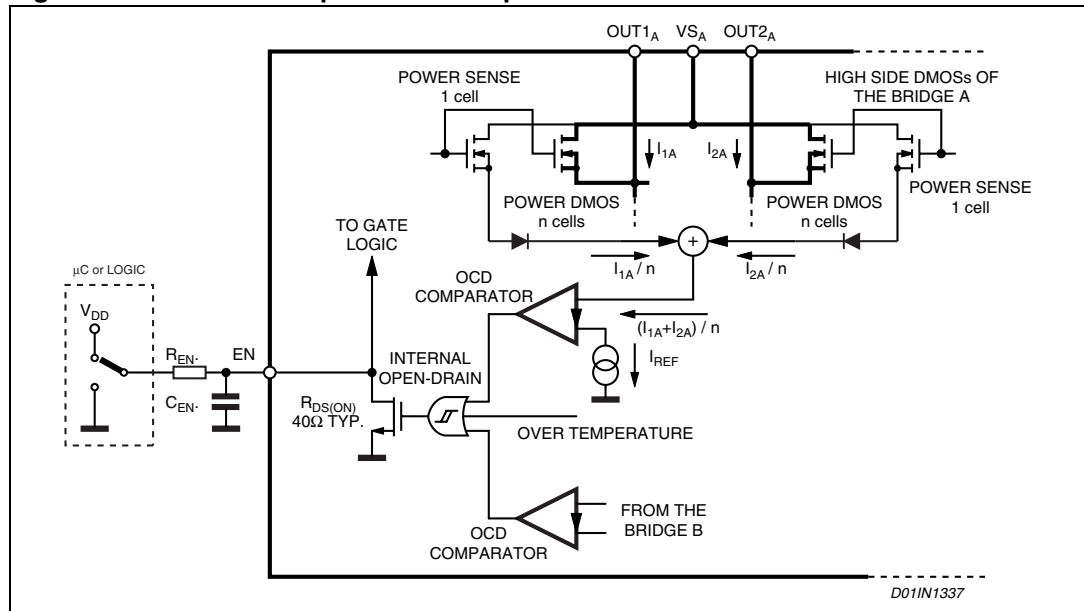 OUT1A VSA OUT2A
POWER SENSE
1 cell
HIGH SIDE DMOSs OF
THE BRIDGE A
I1A
I2A
POWER SENSE
1 cell
POWER DMOS
n cells
POWER DMOS
n cells
TO GATE
LOGIC
+
μC or LOGIC
I1A / n
I2A / n
OCD
COMPARATOR
VDD
(I1A+I2A) / n
REN.
EN
INTERNAL
OPEN-DRAIN
IREF
CEN.
RDS(ON)
40Ω TYP.
OVER TEMPERATURE
FROM THE
BRIDGE B
OCD
COMPARATOR
D01IN1337